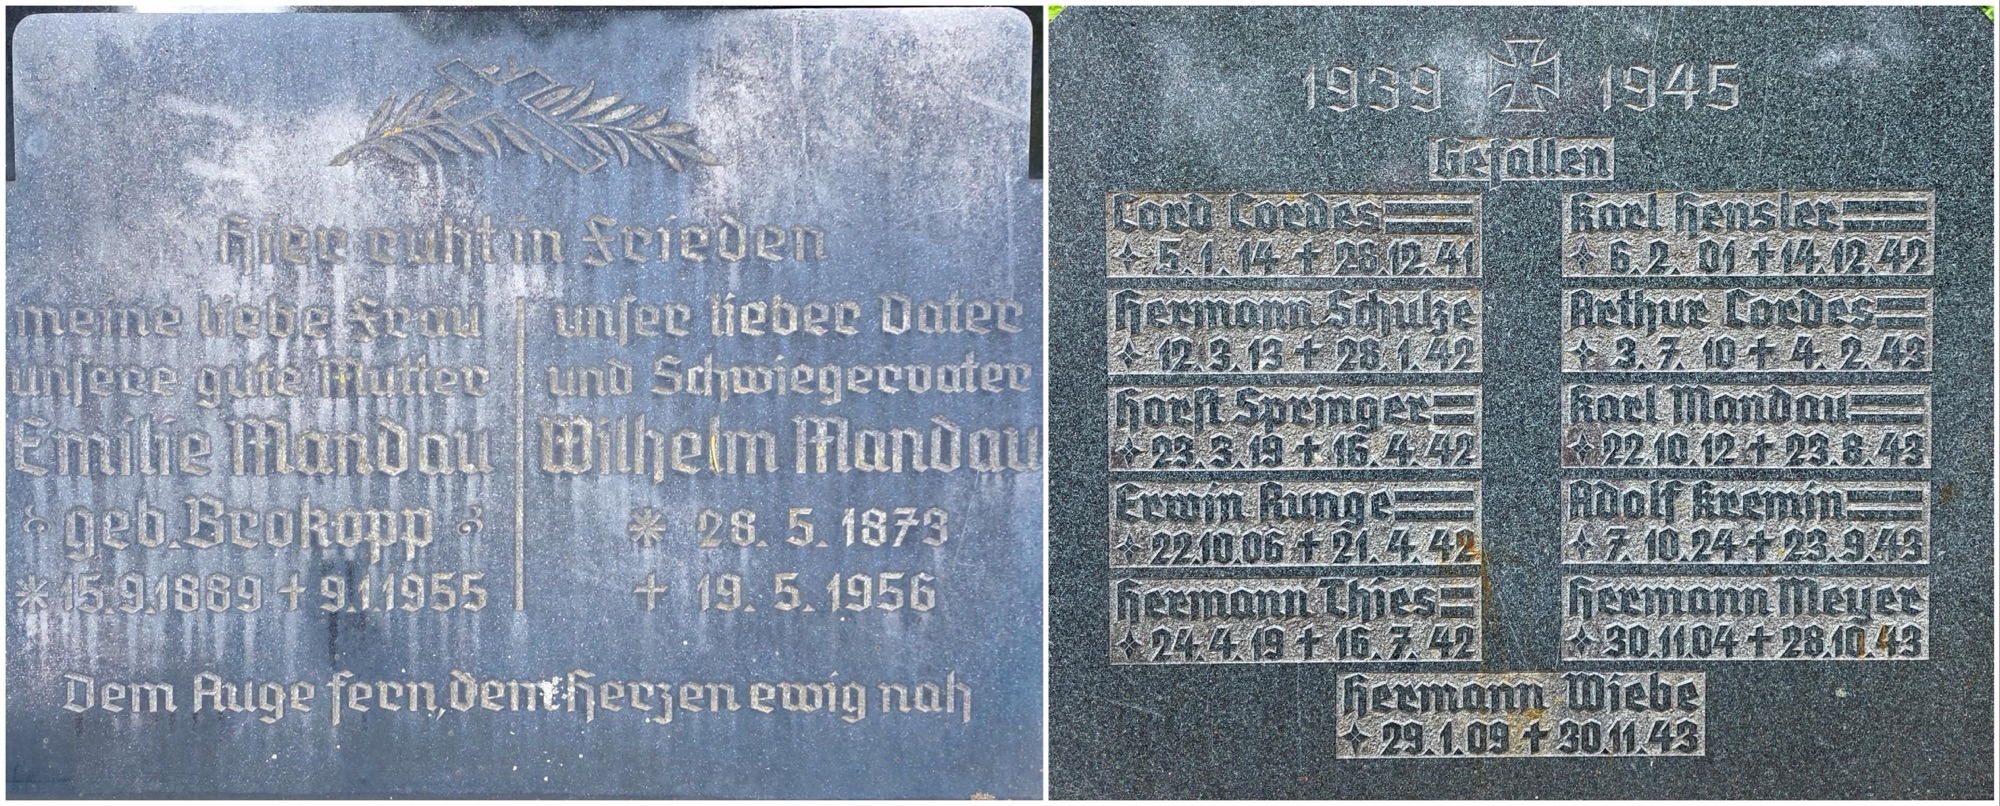 Hier ruht in Frieden
meine liebe Frau
unsere gute Mutter
Emilie Mandau
geb. Brokopp
* 15.9.1889 + 9.1.1955
unser lieber Vater
und Schwiegervater
Wilhelm Mandau
* 28. 5. 1873
+ 19. 5. 1956
Dem Auge fern, dem Herzen ewig nah
1939 1945
Gefallen
Cord Cordes
5. 1. 14 + 28.12.41
Hermann Schulze
12.3.13 + 28.1.42
Horst Springer
23.3.19 + 16.4.42
Erwin Runge
22.10.06 + 21.4.42
Hermann Thies
24.4.19 + 16.7.42
Karl Hensler
6.2.01 + 14.12.42
Arthur Cordes
3.7.10 + 4.2.43
Karl Mandau
22.10.12 + 23.8.43
Adolf Kremin
7.10.24 + 23.9.43
Hermann Meyer
30.11.04 + 28.10.43
Hermann Wiebe
29.1.09 + 30.11.43